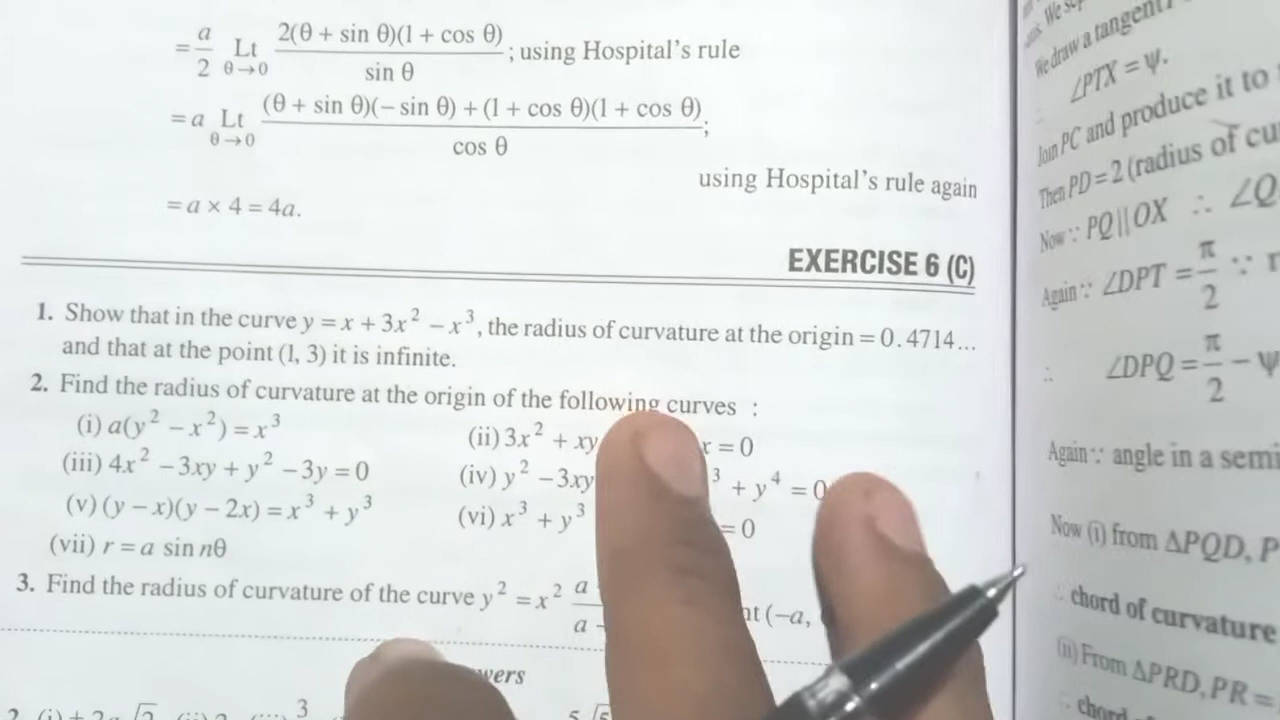 = a/2 Lt θ→0 2(θ + sin θ)(1 + cos θ) / sin θ ; using Hospital's rule
= a Lt θ→0 (θ + sin θ)(− sin θ) + (1 + cos θ)(1 + cos θ) / cos θ ;
using Hospital's rule again
= a × 4 = 4a.
EXERCISE 6 (C)
1. Show that in the curve y = x + 3x² − x³, the radius of curvature at the origin = 0.4714...
and that at the point (1, 3) it is infinite.
2. Find the radius of curvature at the origin of the following curves :
(i) a(y² − x²) = x³
(ii) 3x² + xy = 0
(iii) 4x² − 3xy + y² − 3y = 0
(iv) y² − 3xy ³ + y⁴ = 0
(v) (y − x)(y − 2x) = x³ + y³
(vi) x³ + y³ = 0
(vii) r = a sin nθ
3. Find the radius of curvature of the curve y² = x² a / a (−a,
We draw a tangent
∠PTX = ψ.
Join PC and produce it to
Then PD = 2 (radius of cu
Now ∵ PQ || OX ∴ ∠Q
Again ∵ ∠DPT = π/2 ∵
∴ ∠DPQ = π/2 − ψ
Again ∵ angle in a semi
Now (i) from ΔPQD, P
∴ chord of curvature
(ii) From ΔPRD, PR =
∴ chord of